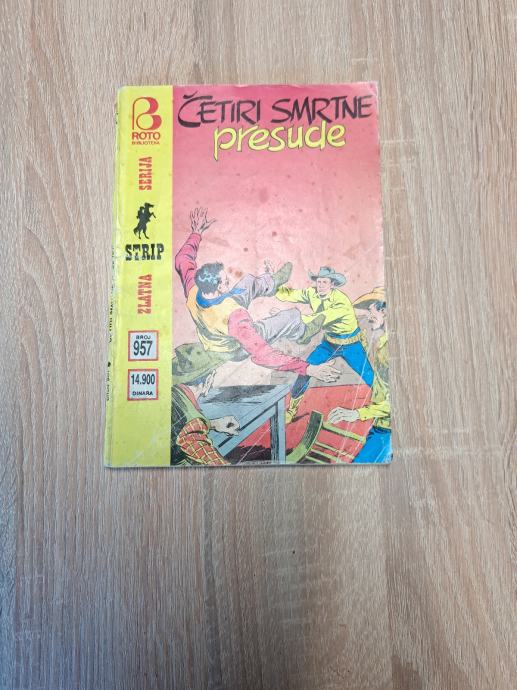 ROTO
BIBLIOTEKA
ČETIRI SMRTNE
presude
ZLATNA
SERIJA
STRIP
BROJ
957
14.900
DINARA